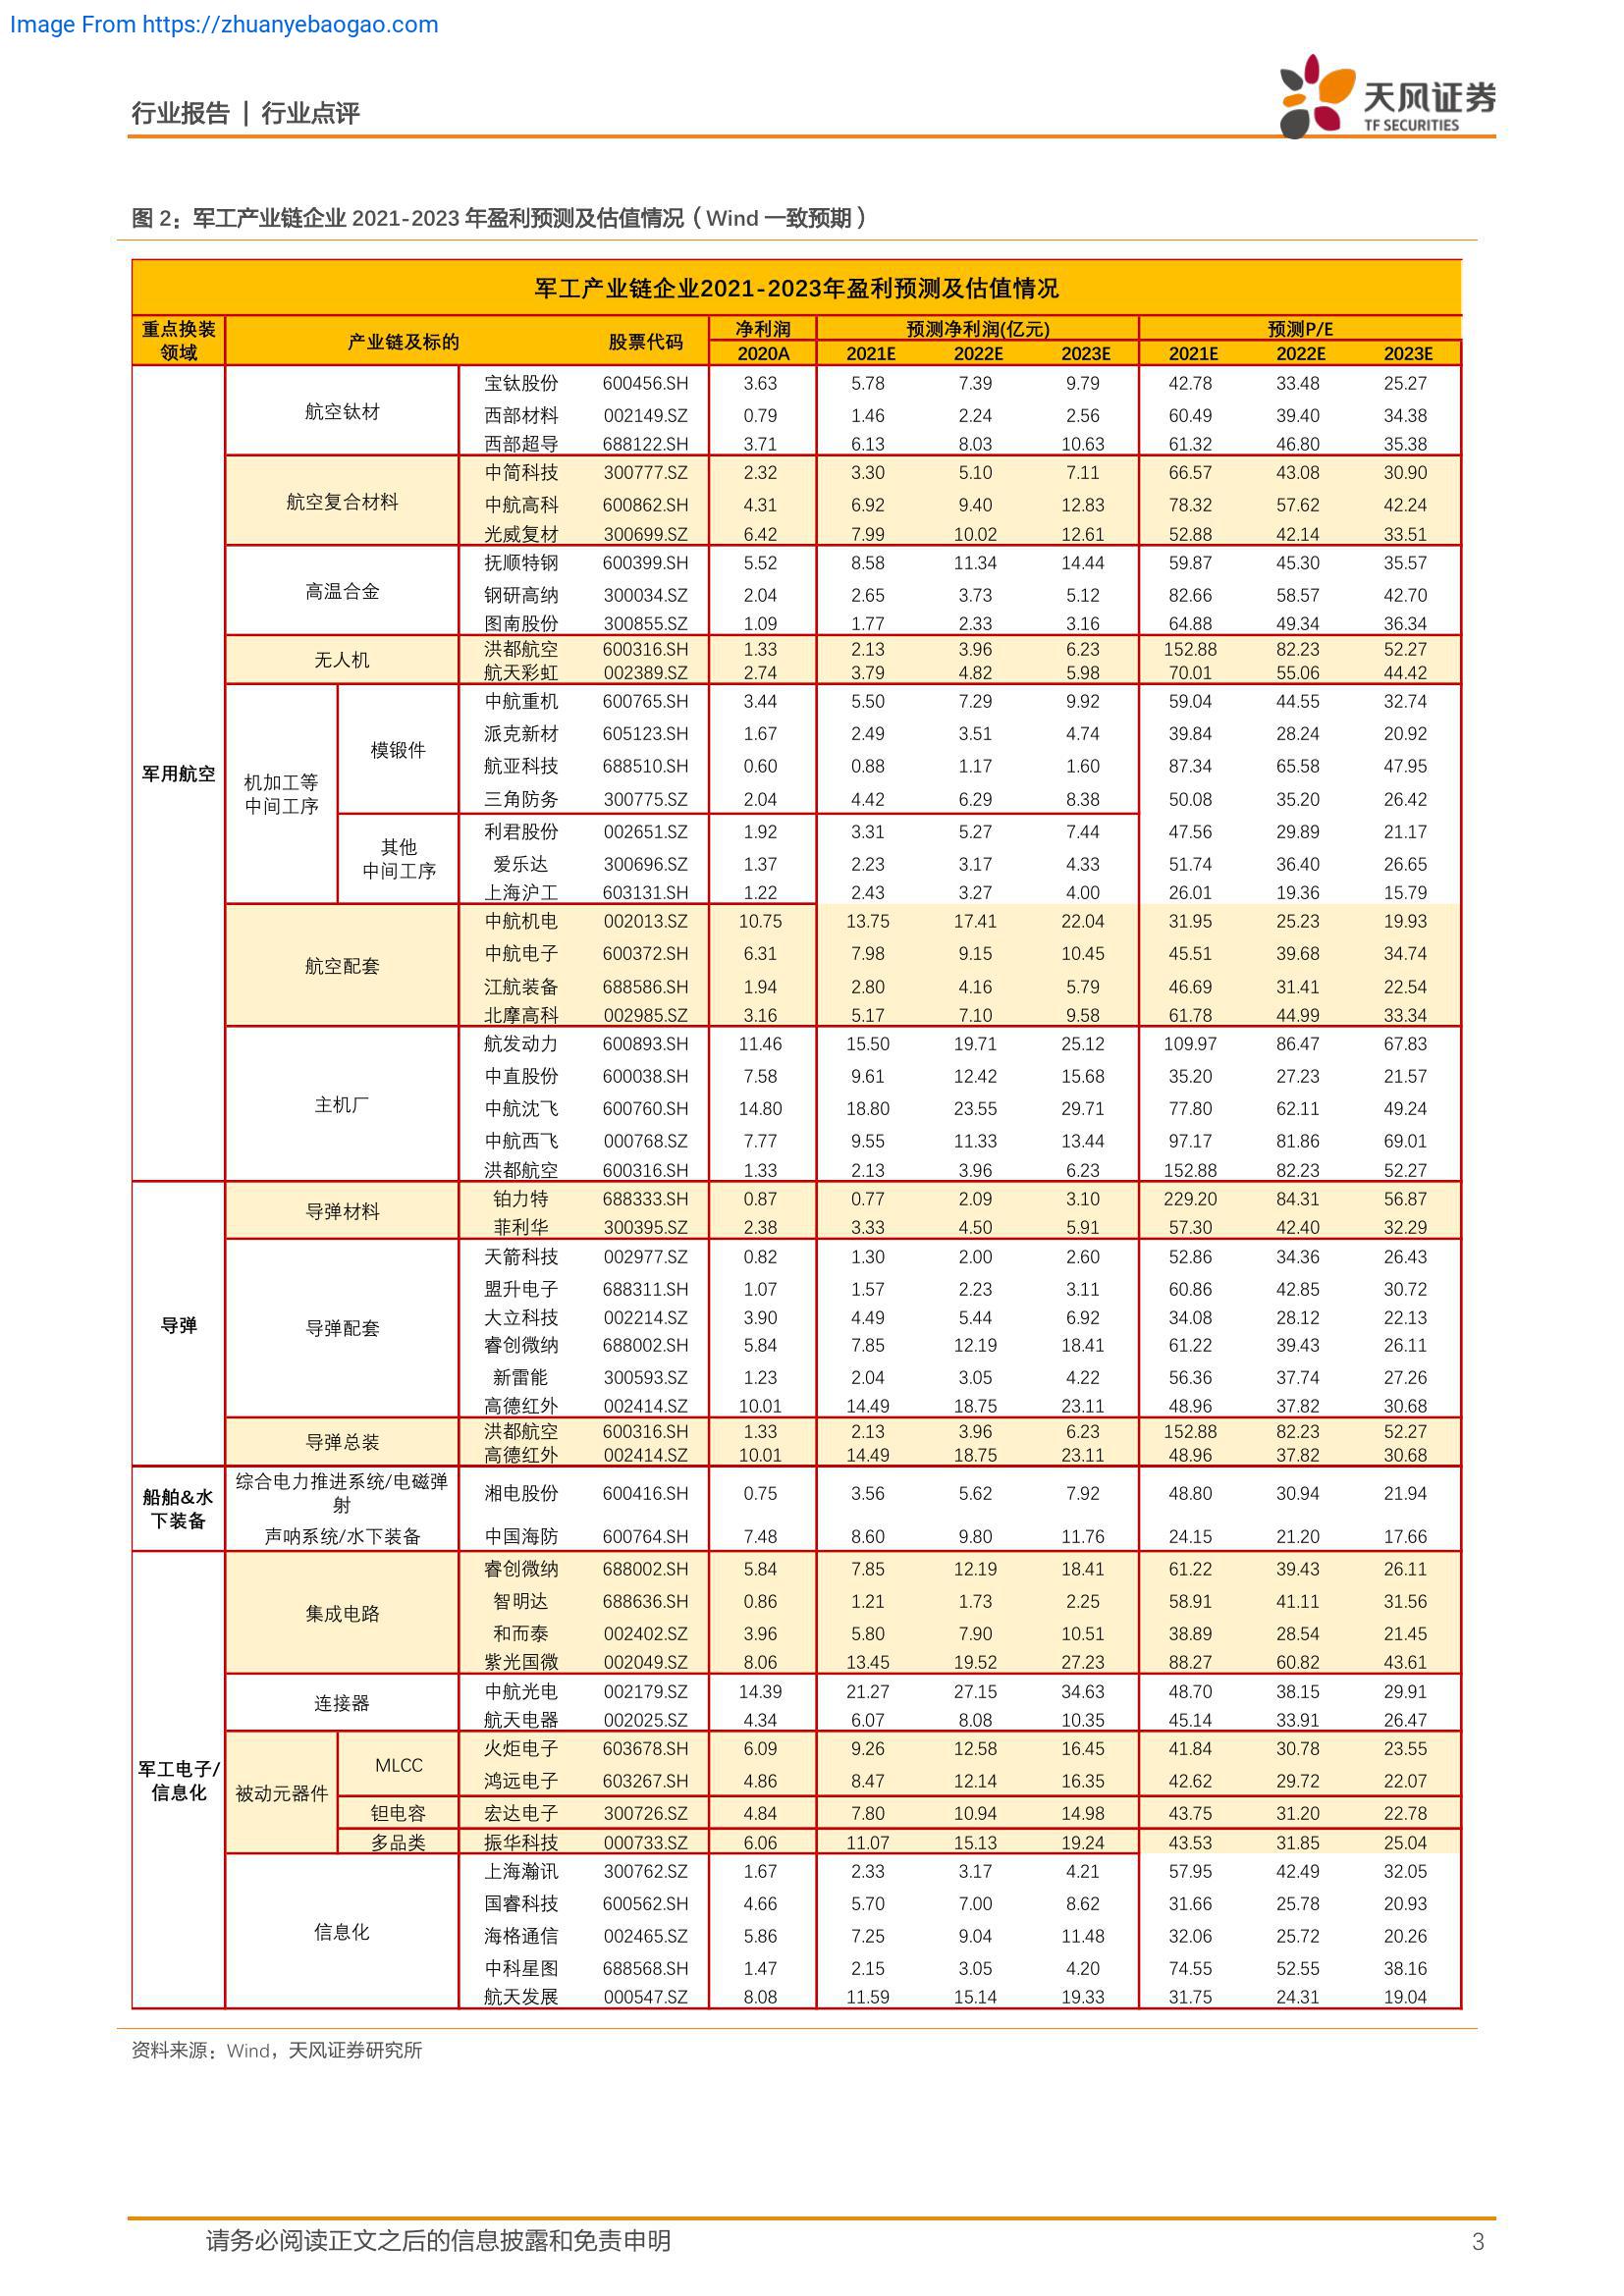 Image From https://zhuanyebaogao.com
行业报告 | 行业点评
天风证券
TF SECURITIES
图 2：军工产业链企业 2021-2023 年盈利预测及估值情况（Wind 一致预期）
军工产业链企业2021-2023年盈利预测及估值情况
重点换装领域 产业链及标的 股票代码 净利润 预测净利润(亿元) 预测P/E
2020A 2021E 2022E 2023E 2021E 2022E 2023E
军用航空
航空钛材
宝钛股份 600456.SH 3.63 5.78 7.39 9.79 42.78 33.48 25.27
西部材料 002149.SZ 0.79 1.46 2.24 2.56 60.49 39.40 34.38
西部超导 688122.SH 3.71 6.13 8.03 10.63 61.32 46.80 35.38
航空复合材料
中简科技 300777.SZ 2.32 3.30 5.10 7.11 66.57 43.08 30.90
中航高科 600862.SH 4.31 6.92 9.40 12.83 78.32 57.62 42.24
光威复材 300699.SZ 6.42 7.99 10.02 12.61 52.88 42.14 33.51
高温合金
抚顺特钢 600399.SH 5.52 8.58 11.34 14.44 59.87 45.30 35.57
钢研高纳 300034.SZ 2.04 2.65 3.73 5.12 82.66 58.57 42.70
图南股份 300855.SZ 1.09 1.77 2.33 3.16 64.88 49.34 36.34
无人机
洪都航空 600316.SH 1.33 2.13 3.96 6.23 152.88 82.23 52.27
航天彩虹 002389.SZ 2.74 3.79 4.82 5.98 70.01 55.06 44.42
机加工等
中间工序
模锻件
中航重机 600765.SH 3.44 5.50 7.29 9.92 59.04 44.55 32.74
派克新材 605123.SH 1.67 2.49 3.51 4.74 39.84 28.24 20.92
航亚科技 688510.SH 0.60 0.88 1.17 1.60 87.34 65.58 47.95
三角防务 300775.SZ 2.04 4.42 6.29 8.38 50.08 35.20 26.42
其他
中间工序
利君股份 002651.SZ 1.92 3.31 5.27 7.44 47.56 29.89 21.17
爱乐达 300696.SZ 1.37 2.23 3.17 4.33 51.74 36.40 26.65
上海沪工 603131.SH 1.22 2.43 3.27 4.00 26.01 19.36 15.79
航空配套
中航机电 002013.SZ 10.75 13.75 17.41 22.04 31.95 25.23 19.93
中航电子 600372.SH 6.31 7.98 9.15 10.45 45.51 39.68 34.74
江航装备 688586.SH 1.94 2.80 4.16 5.79 46.69 31.41 22.54
北摩高科 002985.SZ 3.16 5.17 7.10 9.58 61.78 44.99 33.34
主机厂
航发动力 600893.SH 11.46 15.50 19.71 25.12 109.97 86.47 67.83
中直股份 600038.SH 7.58 9.61 12.42 15.68 35.20 27.23 21.57
中航沈飞 600760.SH 14.80 18.80 23.55 29.71 77.80 62.11 49.24
中航西飞 000768.SZ 7.77 9.55 11.33 13.44 97.17 81.86 69.01
洪都航空 600316.SH 1.33 2.13 3.96 6.23 152.88 82.23 52.27
导弹
导弹材料
铂力特 688333.SH 0.87 0.77 2.09 3.10 229.20 84.31 56.87
菲利华 300395.SZ 2.38 3.33 4.50 5.91 57.30 42.40 32.29
导弹配套
天箭科技 002977.SZ 0.82 1.30 2.00 2.60 52.86 34.36 26.43
盟升电子 688311.SH 1.07 1.57 2.23 3.11 60.86 42.85 30.72
大立科技 002214.SZ 3.90 4.49 5.44 6.92 34.08 28.12 22.13
睿创微纳 688002.SH 5.84 7.85 12.19 18.41 61.22 39.43 26.11
新雷能 300593.SZ 1.23 2.04 3.05 4.22 56.36 37.74 27.26
高德红外 002414.SZ 10.01 14.49 18.75 23.11 48.96 37.82 30.68
导弹总装
洪都航空 600316.SH 1.33 2.13 3.96 6.23 152.88 82.23 52.27
高德红外 002414.SZ 10.01 14.49 18.75 23.11 48.96 37.82 30.68
船舶&水
下装备
综合电力推进系统/电磁弹
射
湘电股份 600416.SH 0.75 3.56 5.62 7.92 48.80 30.94 21.94
声呐系统/水下装备 中国海防 600764.SH 7.48 8.60 9.80 11.76 24.15 21.20 17.66
军工电子/
信息化
集成电路
睿创微纳 688002.SH 5.84 7.85 12.19 18.41 61.22 39.43 26.11
智明达 688636.SH 0.86 1.21 1.73 2.25 58.91 41.11 31.56
和而泰 002402.SZ 3.96 5.80 7.90 10.51 38.89 28.54 21.45
紫光国微 002049.SZ 8.06 13.45 19.52 27.23 88.27 60.82 43.61
连接器
中航光电 002179.SZ 14.39 21.27 27.15 34.63 48.70 38.15 29.91
航天电器 002025.SZ 4.34 6.07 8.08 10.35 45.14 33.91 26.47
被动元器件
MLCC
火炬电子 603678.SH 6.09 9.26 12.58 16.45 41.84 30.78 23.55
鸿远电子 603267.SH 4.86 8.47 12.14 16.35 42.62 29.72 22.07
钽电容 宏达电子 300726.SZ 4.84 7.80 10.94 14.98 43.75 31.20 22.78
多品类 振华科技 000733.SZ 6.06 11.07 15.13 19.24 43.53 31.85 25.04
信息化
上海瀚讯 300762.SZ 1.67 2.33 3.17 4.21 57.95 42.49 32.05
国睿科技 600562.SH 4.66 5.70 7.00 8.62 31.66 25.78 20.93
海格通信 002465.SZ 5.86 7.25 9.04 11.48 32.06 25.72 20.26
中科星图 688568.SH 1.47 2.15 3.05 4.20 74.55 52.55 38.16
航天发展 000547.SZ 8.08 11.59 15.14 19.33 31.75 24.31 19.04
资料来源：Wind，天风证券研究所
请务必阅读正文之后的信息披露和免责申明
3